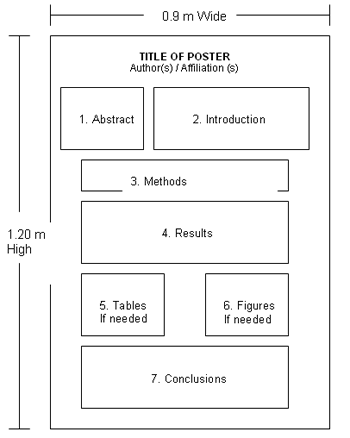 0.9 m Wide
TITLE OF POSTER
Author(s) / Affiliation (s)
1. Abstract
2. Introduction
3. Methods
1.20 m
High
4. Results
5. Tables
If needed
6. Figures
If needed
7. Conclusions